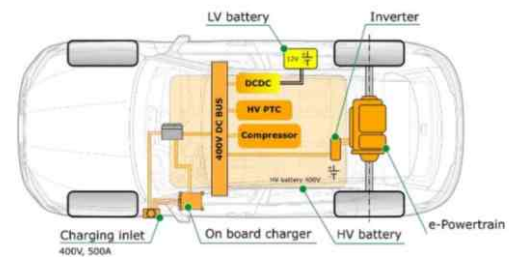 LV battery
Inverter
12V
DCDC
HV PTC
Compressor
400V DC BUS
HV battery 400V
Charging inlet
400V, 500A
On board charger
HV battery
e-Powertrain